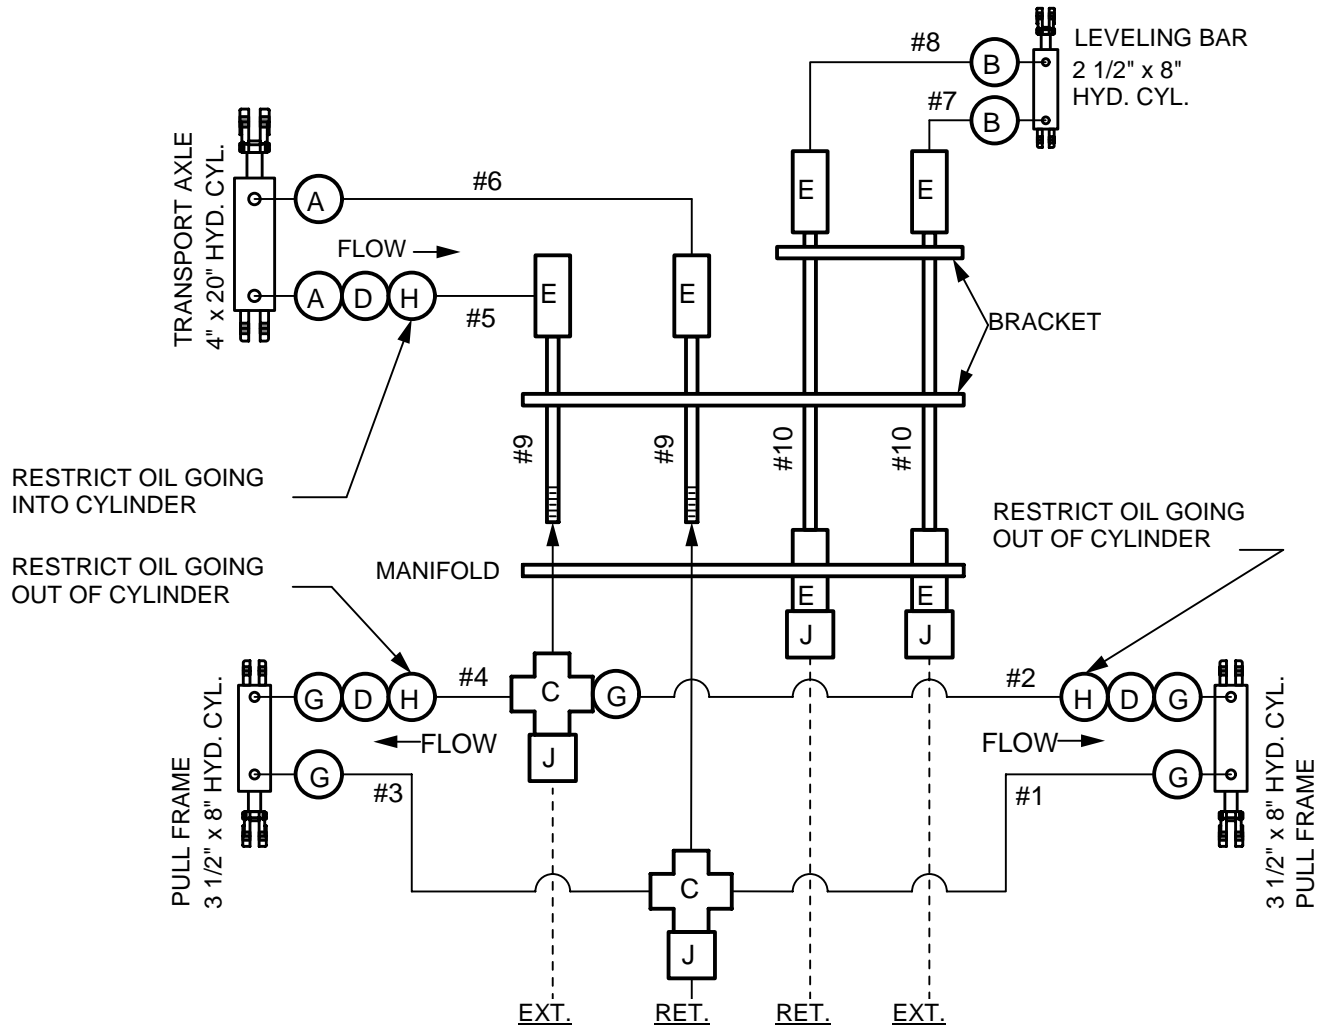 #8
B
LEVELING BAR
2 1/2" x 8"
HYD. CYL.
#7
B
TRANSPORT AXLE
4" x 20" HYD. CYL.
A
#6
E
E
FLOW
A
D
H
#5
E
E
BRACKET
#9
#9
#10
#10
RESTRICT OIL GOING
INTO CYLINDER
RESTRICT OIL GOING
OUT OF CYLINDER
RESTRICT OIL GOING
OUT OF CYLINDER
MANIFOLD
E
E
J
J
G
D
H
#4
C
G
#2
H
D
G
FLOW
J
FLOW
PULL FRAME
3 1/2" x 8" HYD. CYL.
G
#3
#1
G
3 1/2" x 8" HYD. CYL.
PULL FRAME
C
J
EXT.
RET.
RET.
EXT.